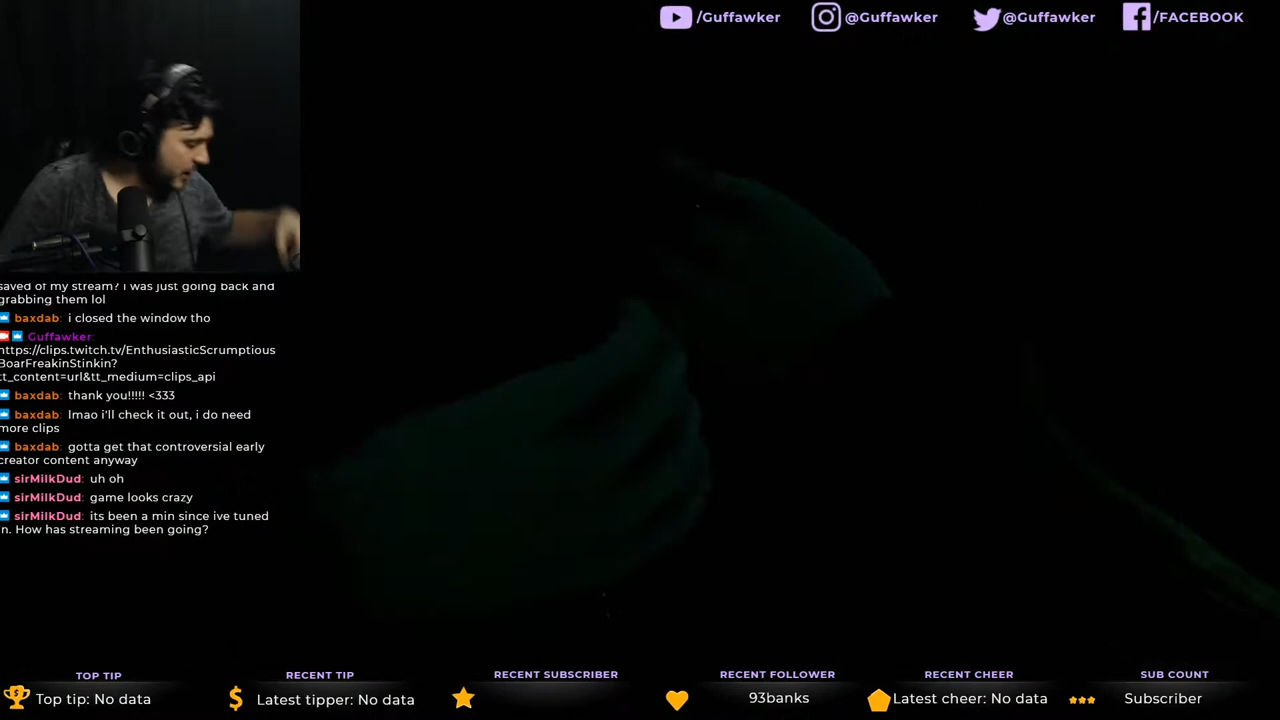 /Guffawker @Guffawker @Guffawker /FACEBOOK
saved of my stream? i was just going back and
grabbing them lol
baxdab: i closed the window tho
Guffawker:
https://clips.twitch.tv/EnthusiasticScrumptious
BoarFreakinStinkin?
tt_content=url&tt_medium=clips_api
baxdab: thank you!!!!! <333
baxdab: lmao i'll check it out, i do need
more clips
baxdab: gotta get that controversial early
creator content anyway
sirMilkDud: uh oh
sirMilkDud: game looks crazy
sirMilkDud: its been a min since ive tuned
in. How has streaming been going?
TOP TIP RECENT TIP RECENT SUBSCRIBER RECENT FOLLOWER RECENT CHEER SUB COUNT
Top tip: No data Latest tipper: No data 93banks Latest cheer: No data Subscriber